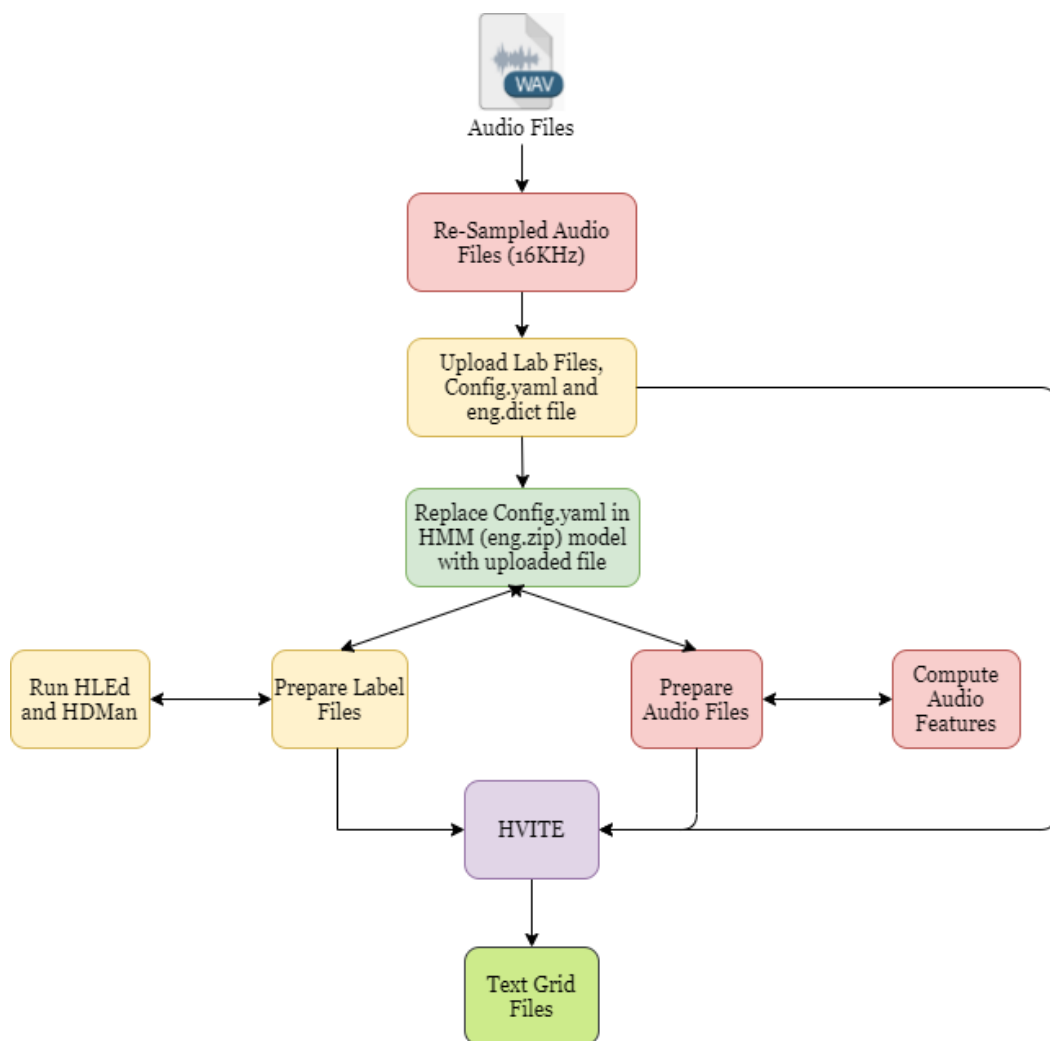 WAV
Audio Files
Re-Sampled Audio
Files (16KHz)
Upload Lab Files,
Config.yaml and
eng.dict file
Replace Config.yaml in
HMM (eng.zip) model
with uploaded file
Run HLEd
and HDMan
Prepare Label
Files
Prepare
Audio Files
Compute
Audio
Features
HVITE
Text Grid
Files